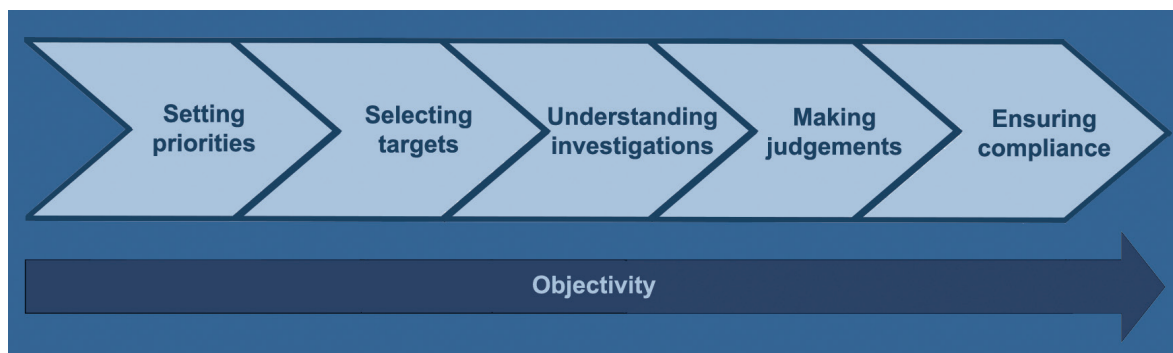 Setting
priorities
Selecting
targets
Understanding
investigations
Making
judgements
Ensuring
compliance
Objectivity